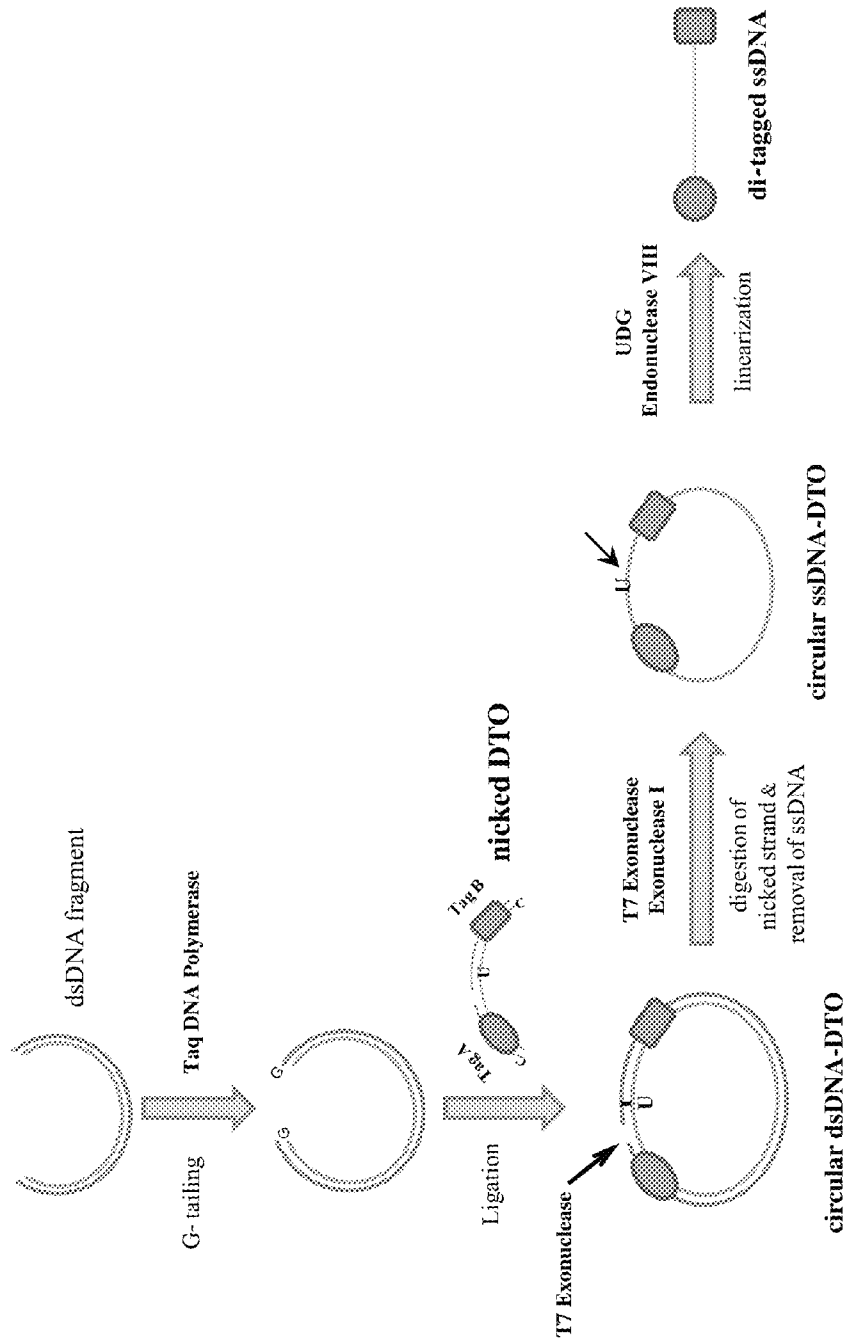 dsDNA fragment
G- tailing
Taq DNA Polymerase
G
G
Ligation
Tag A
Tag B
C
U
C
nicked DTO
T7 Exonuclease
U
circular dsDNA-DTO
T7 Exonuclease
Exonuclease I
digestion of
nicked strand &
removal of ssDNA
U
circular ssDNA-DTO
UDG
Endonuclease VIII
linearization
di-tagged ssDNA